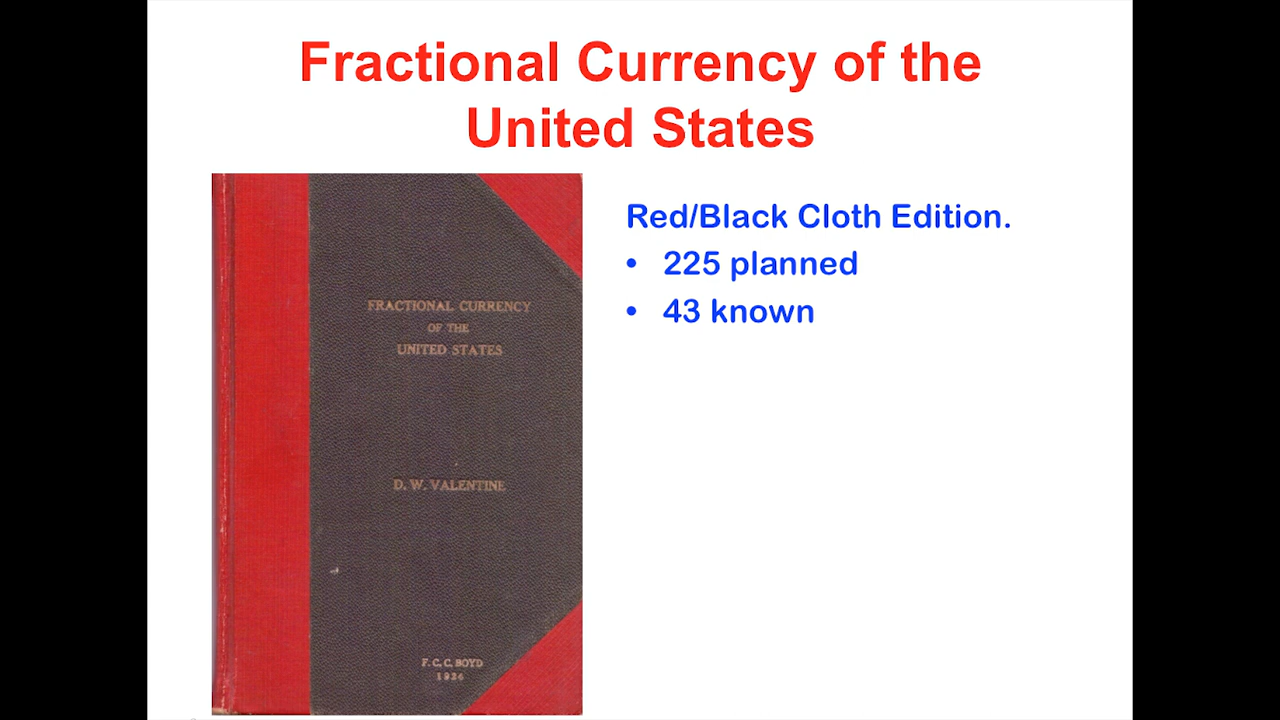 Fractional Currency of the
United States
Red/Black Cloth Edition.
• 225 planned
• 43 known
FRACTIONAL CURRENCY
OF THE
UNITED STATES
D. W. VALENTINE
F. C. C. BOYD
1924